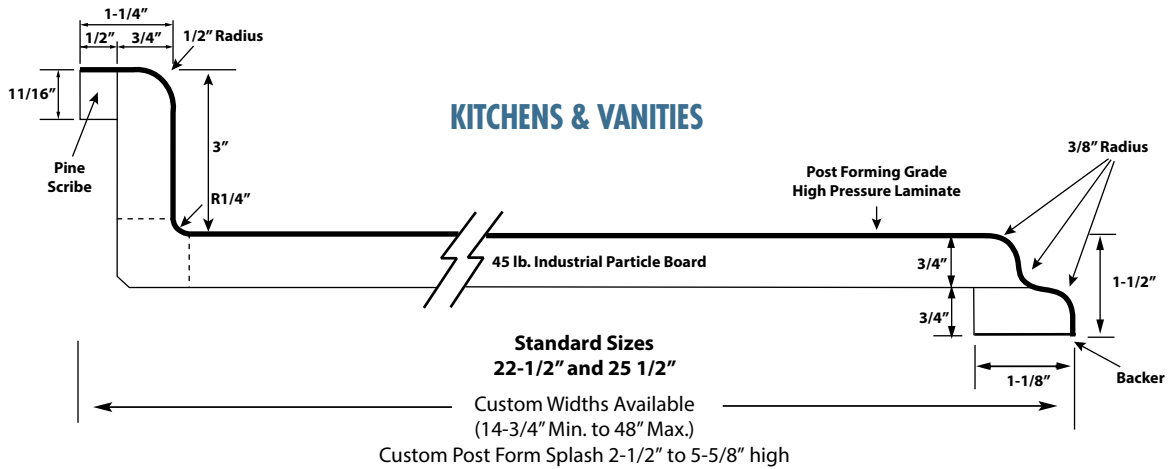 1-1/4”
1/2” 3/4” 1/2” Radius
11/16”
KITCHENS & VANITIES
3”
3/8” Radius
Pine
Scribe
Post Forming Grade
High Pressure Laminate
R1/4”
45 lb. Industrial Particle Board
3/4”
1-1/2”
3/4”
Standard Sizes
22-1/2” and 25 1/2”
1-1/8”
Backer
Custom Widths Available
(14-3/4” Min. to 48” Max.)
Custom Post Form Splash 2-1/2” to 5-5/8” high